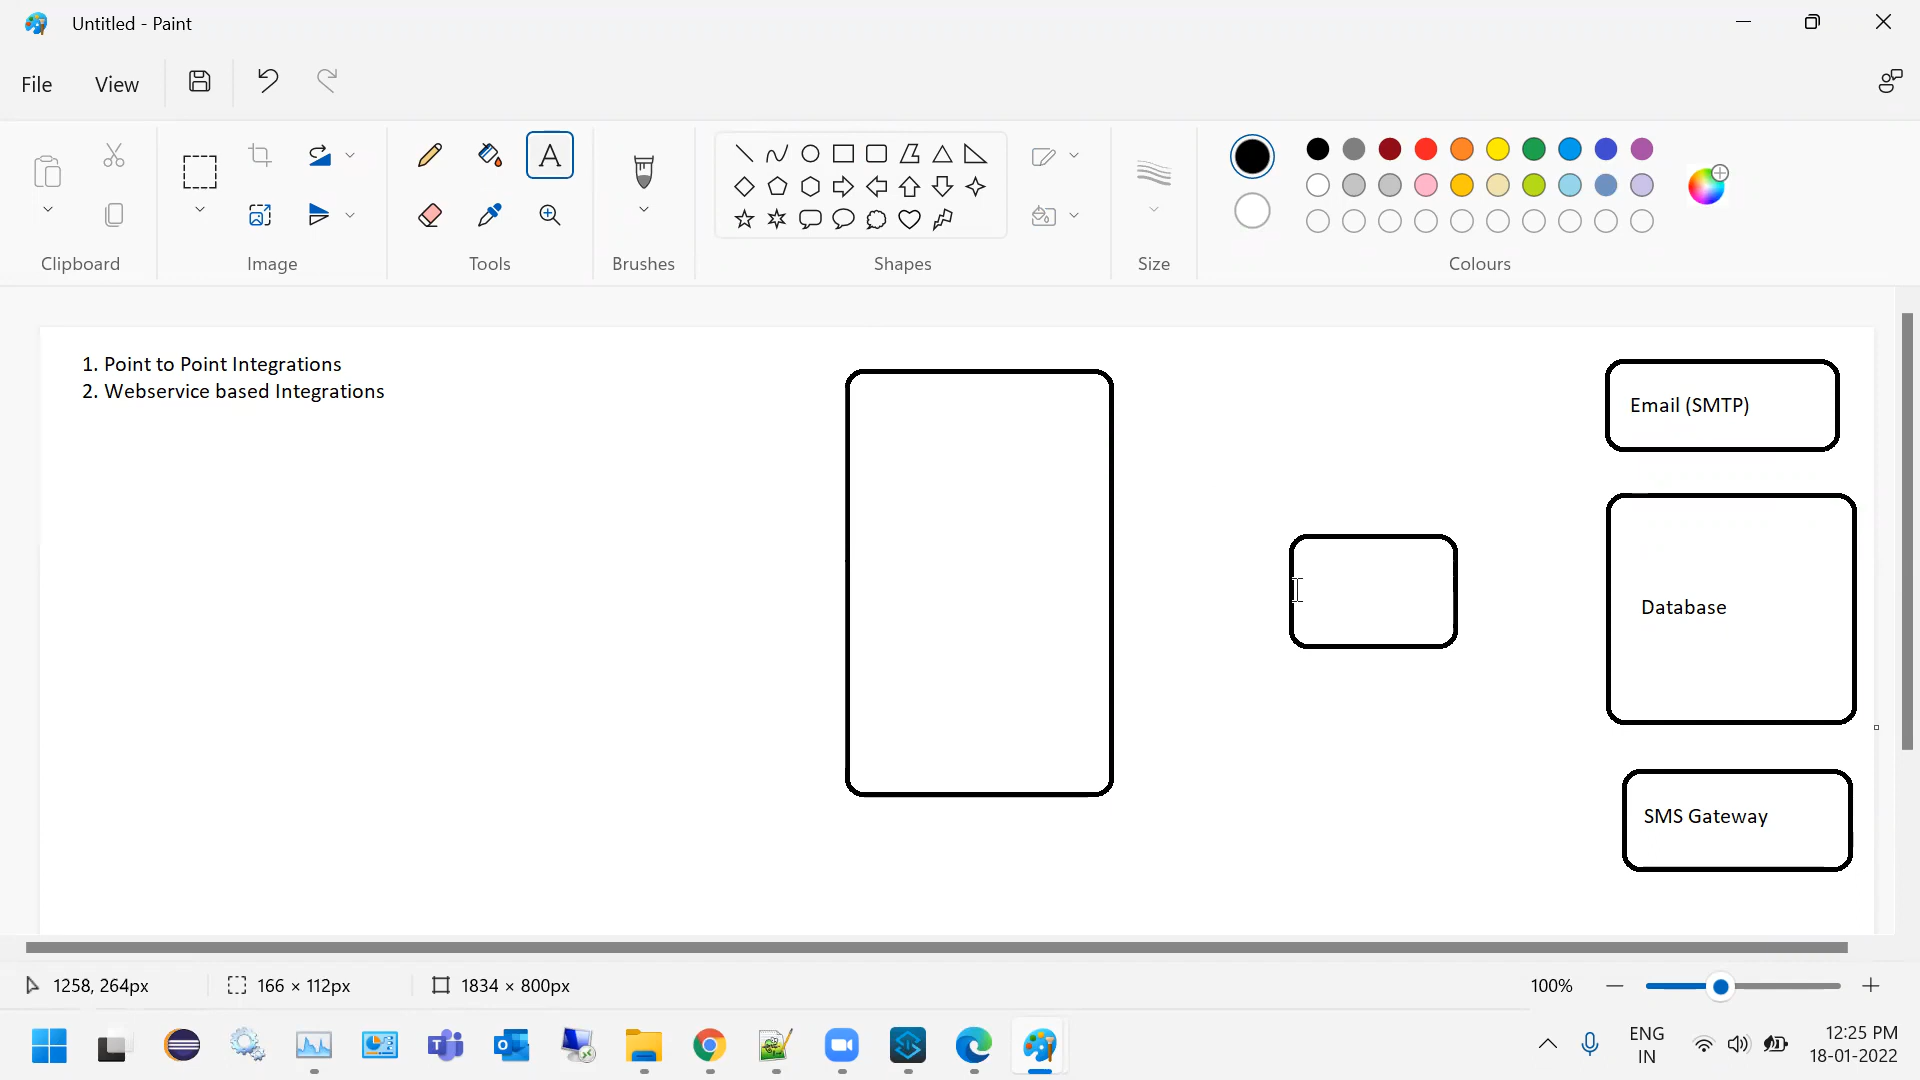 Untitled - Paint
File
View
Clipboard
Image
Tools
Brushes
Shapes
Size
Colours
1. Point to Point Integrations
2. Webservice based Integrations
Email (SMTP)
Database
SMS Gateway
1258, 264px
166 × 112px
1834 × 800px
100%
ENG
IN
12:25 PM
18-01-2022